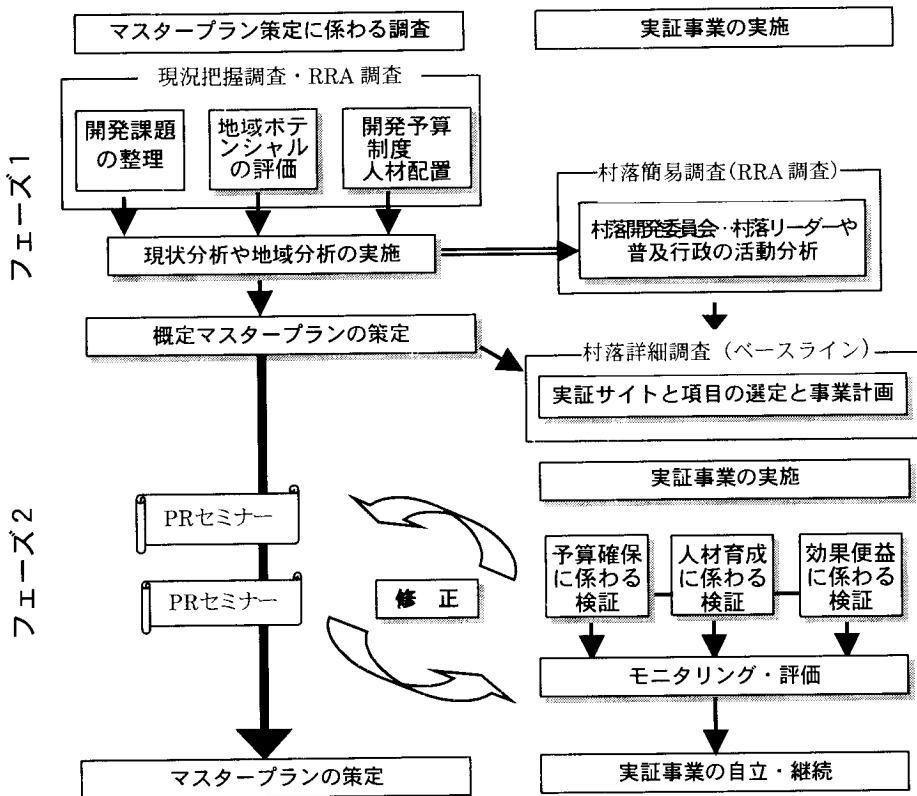 マスタープラン策定に係わる調査
実証事業の実施
フェーズ1
現況把握調査・RRA 調査
開発課題
の整理
地域ポテ
ンシャル
の評価
開発予算
制度
人材配置
現状分析や地域分析の実施
村落簡易調査(RRA 調査)
村落開発委員会・村落リーダーや
普及行政の活動分析
概定マスタープランの策定
村落詳細調査（ベースライン）
実証サイトと項目の選定と事業計画
フェーズ2
実証事業の実施
PRセミナー
PRセミナー
修 正
予算確保
に係わる
検証
人材育成
に係わる
検証
効果便益
に係わる
検証
モニタリング・評価
マスタープランの策定
実証事業の自立・継続